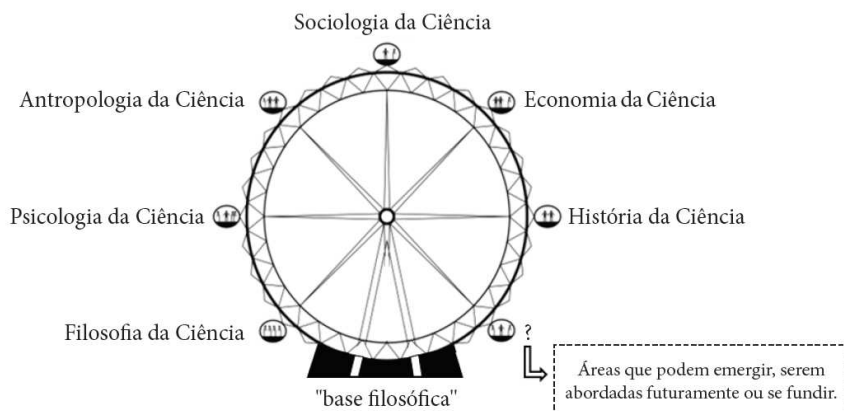 Sociologia da Ciência
Antropologia da Ciência
Economia da Ciência
Psicologia da Ciência
História da Ciência
Filosofia da Ciência
?
Áreas que podem emergir, serem
abordadas futuramente ou se fundir.
"base filosófica"